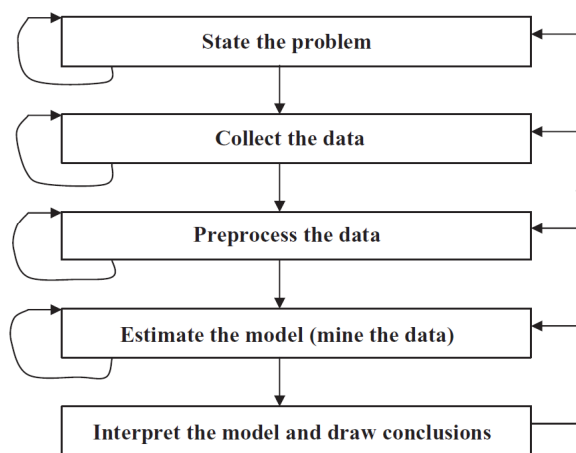 State the problem
Collect the data
Preprocess the data
Estimate the model (mine the data)
Interpret the model and draw conclusions